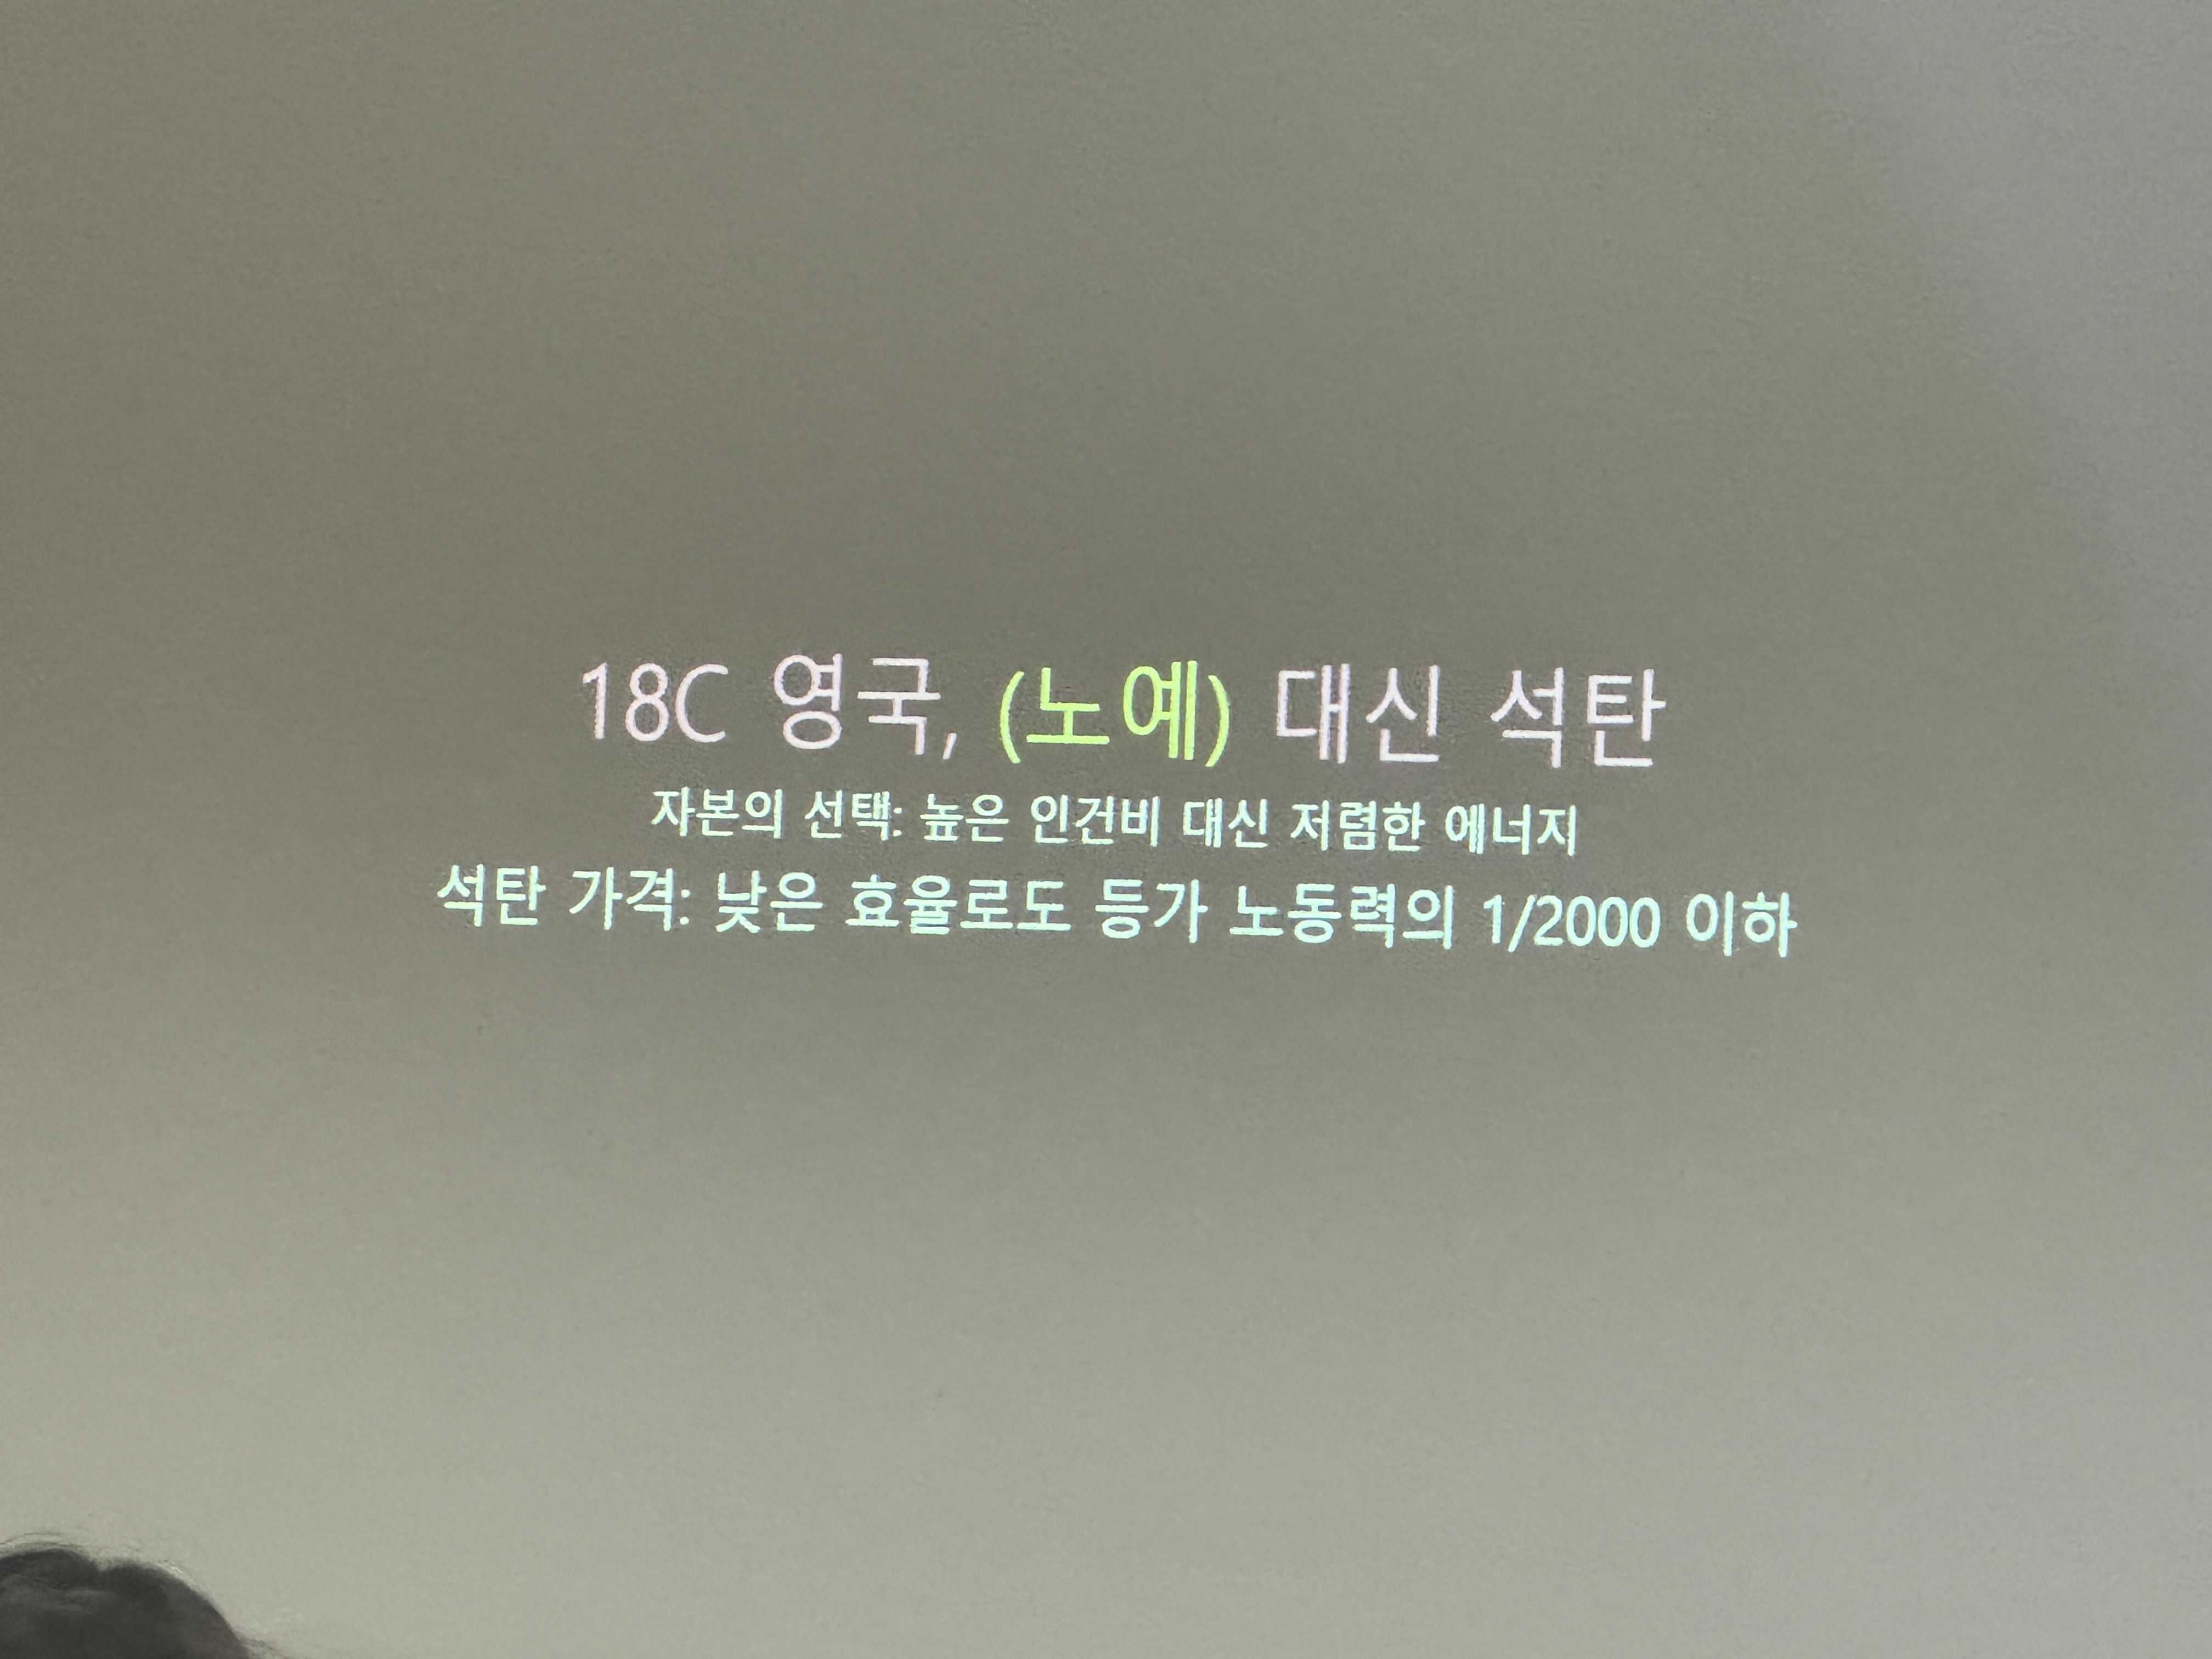 18C 영국, (노예) 대신 석탄
자본의 선택: 높은 인건비 대신 저렴한 에너지
석탄 가격: 낮은 효율로도 등가 노동력의 1/2000 이하